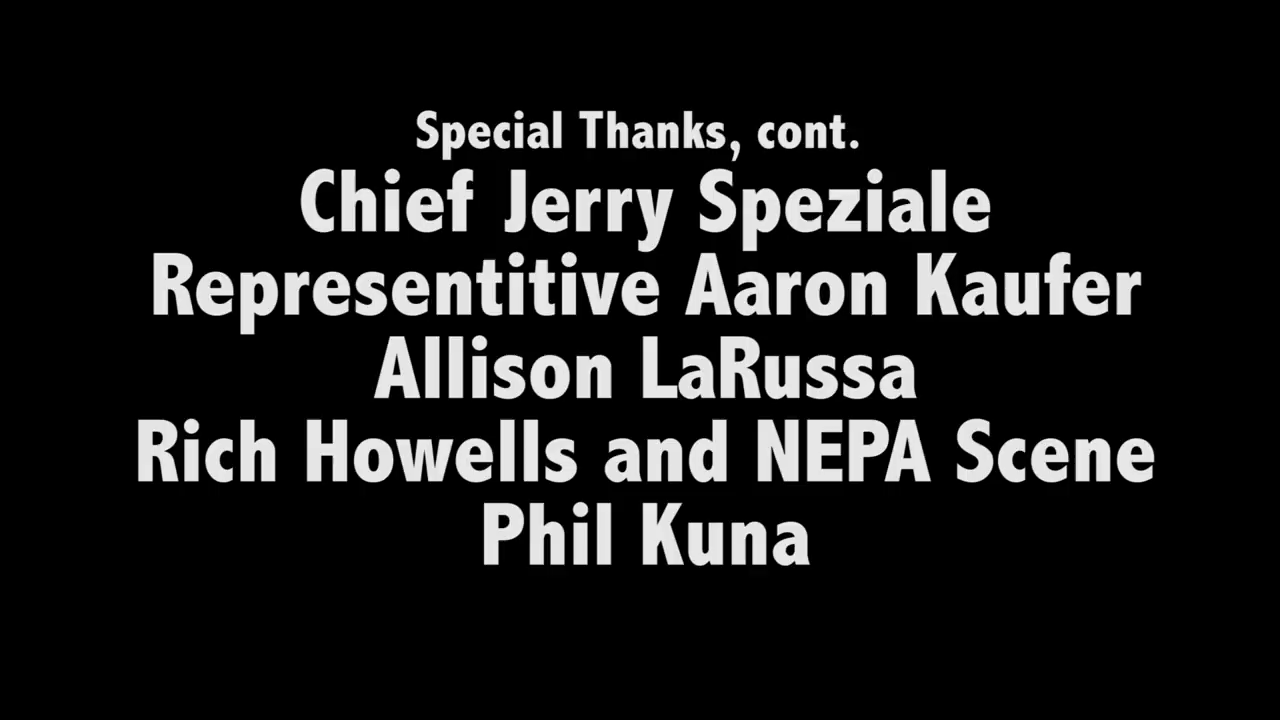 Special Thanks, cont.
Chief Jerry Speziale
Representitive Aaron Kaufer
Allison LaRussa
Rich Howells and NEPA Scene
Phil Kuna